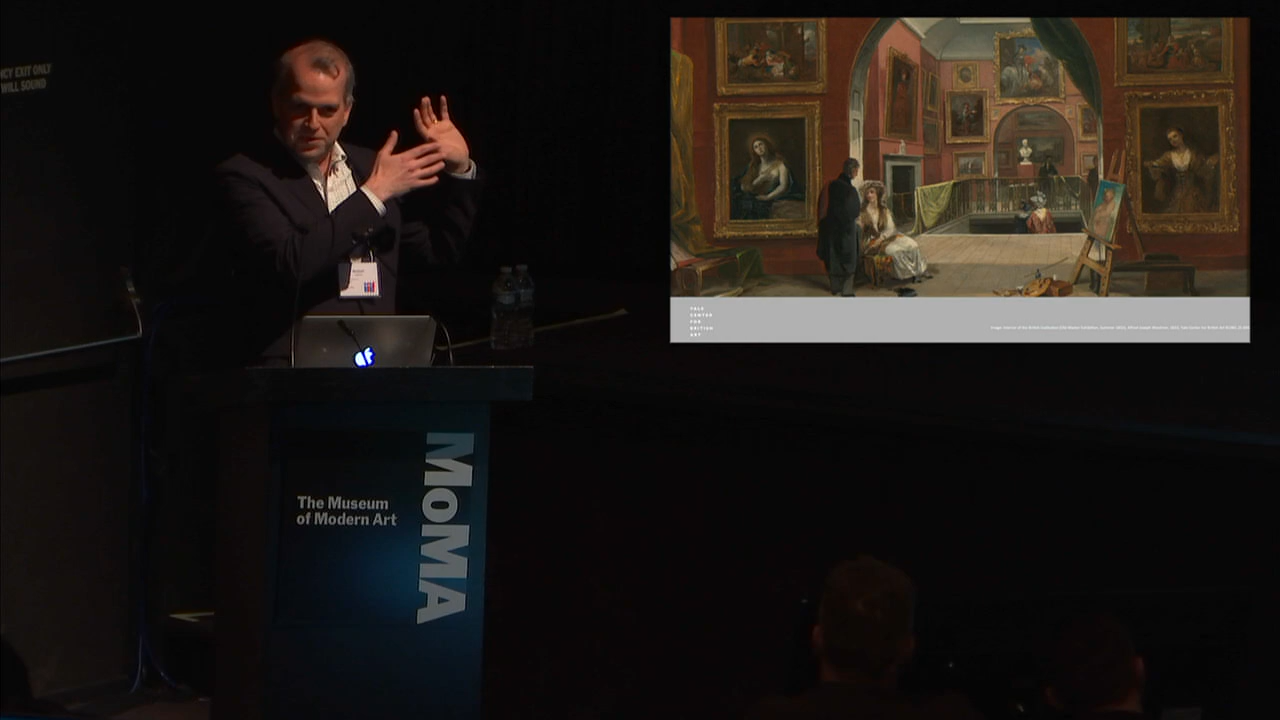 NCY EXIT ONLY
WILL SOUND
YALE
CENTER
FOR
BRITISH
ART
The Museum
of Modern Art
MoMA